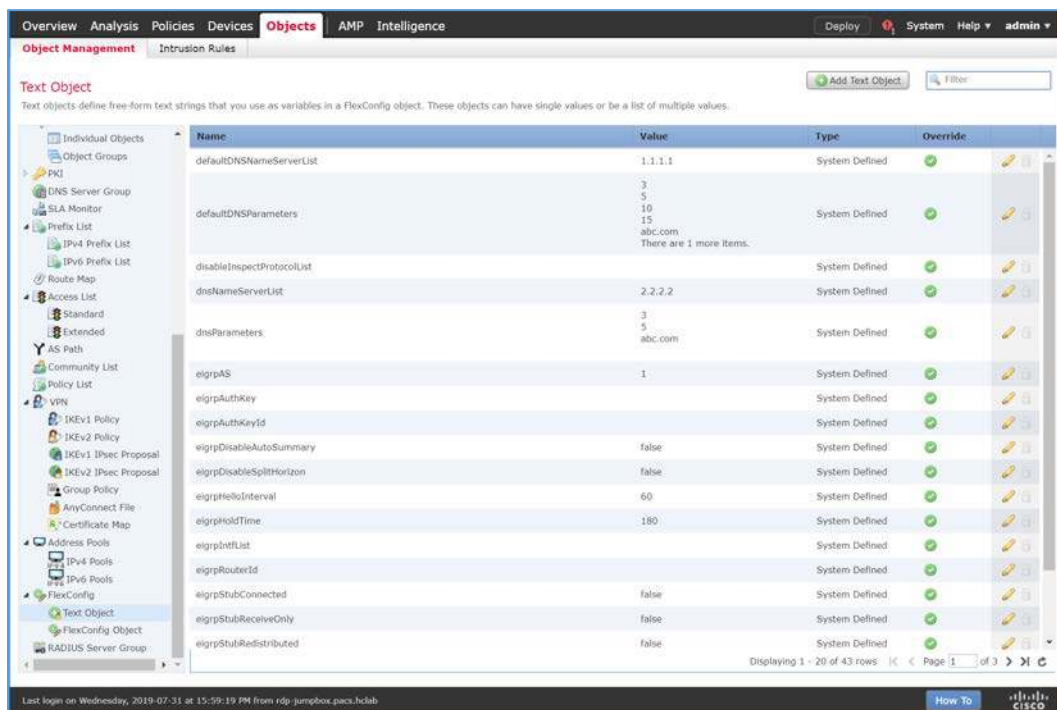 Overview Analysis Policies Devices Objects AMP Intelligence Deploy System Help admin
Object Management Intrusion Rules
Text Object
Add Text Object Filter
Text objects define free-form text strings that you use as variables in a FlexConfig object. These objects can have single values or be a list of multiple values.
Individual Objects
Object Groups
PKI
DNS Server Group
SLA Monitor
Prefix List
IPv4 Prefix List
IPv6 Prefix List
Route Map
Access List
Standard
Extended
AS Path
Community List
Policy List
VPN
IKEv1 Policy
IKEv2 Policy
IKEv1 IPsec Proposal
IKEv2 IPsec Proposal
Group Policy
AnyConnect File
Certificate Map
Address Pools
IPv4 Pools
IPv6 Pools
FlexConfig
Text Object
FlexConfig Object
RADIUS Server Group
Name Value Type Override
defaultDNSNameServerList 1.1.1.1 System Defined
3
5
10
defaultDNSParameters System Defined
15
abc.com
There are 1 more items.
disableInspectProtocolList System Defined
dnsNameServerList 2.2.2.2 System Defined
3
dnsParameters 5 System Defined
abc.com
eigrpAS 1 System Defined
eigrpAuthKey System Defined
eigrpAuthKeyId System Defined
eigrpDisableAutoSummary false System Defined
eigrpDisableSplitHorizon false System Defined
eigrpHelloInterval 60 System Defined
eigrpHoldTime 180 System Defined
eigrpIntfList System Defined
eigrpRouterId System Defined
eigrpStubConnected false System Defined
eigrpStubReceiveOnly false System Defined
eigrpStubRedistributed false System Defined
Displaying 1 - 20 of 43 rows Page 1 of 3
Last login on Wednesday, 2019-07-31 at 15:59:19 PM from rdp-jumpbox.pacs.hclab How To CISCO